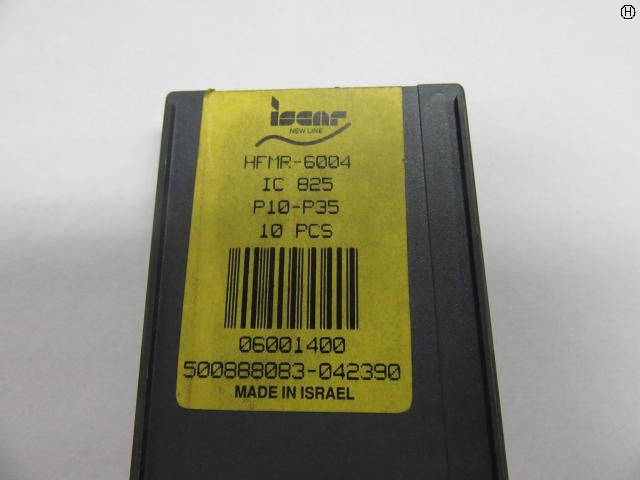 H
iscar
NEW LINE
HFMR-6004
IC 825
P10-P35
10 PCS
06001400
500888083-042390
MADE IN ISRAEL